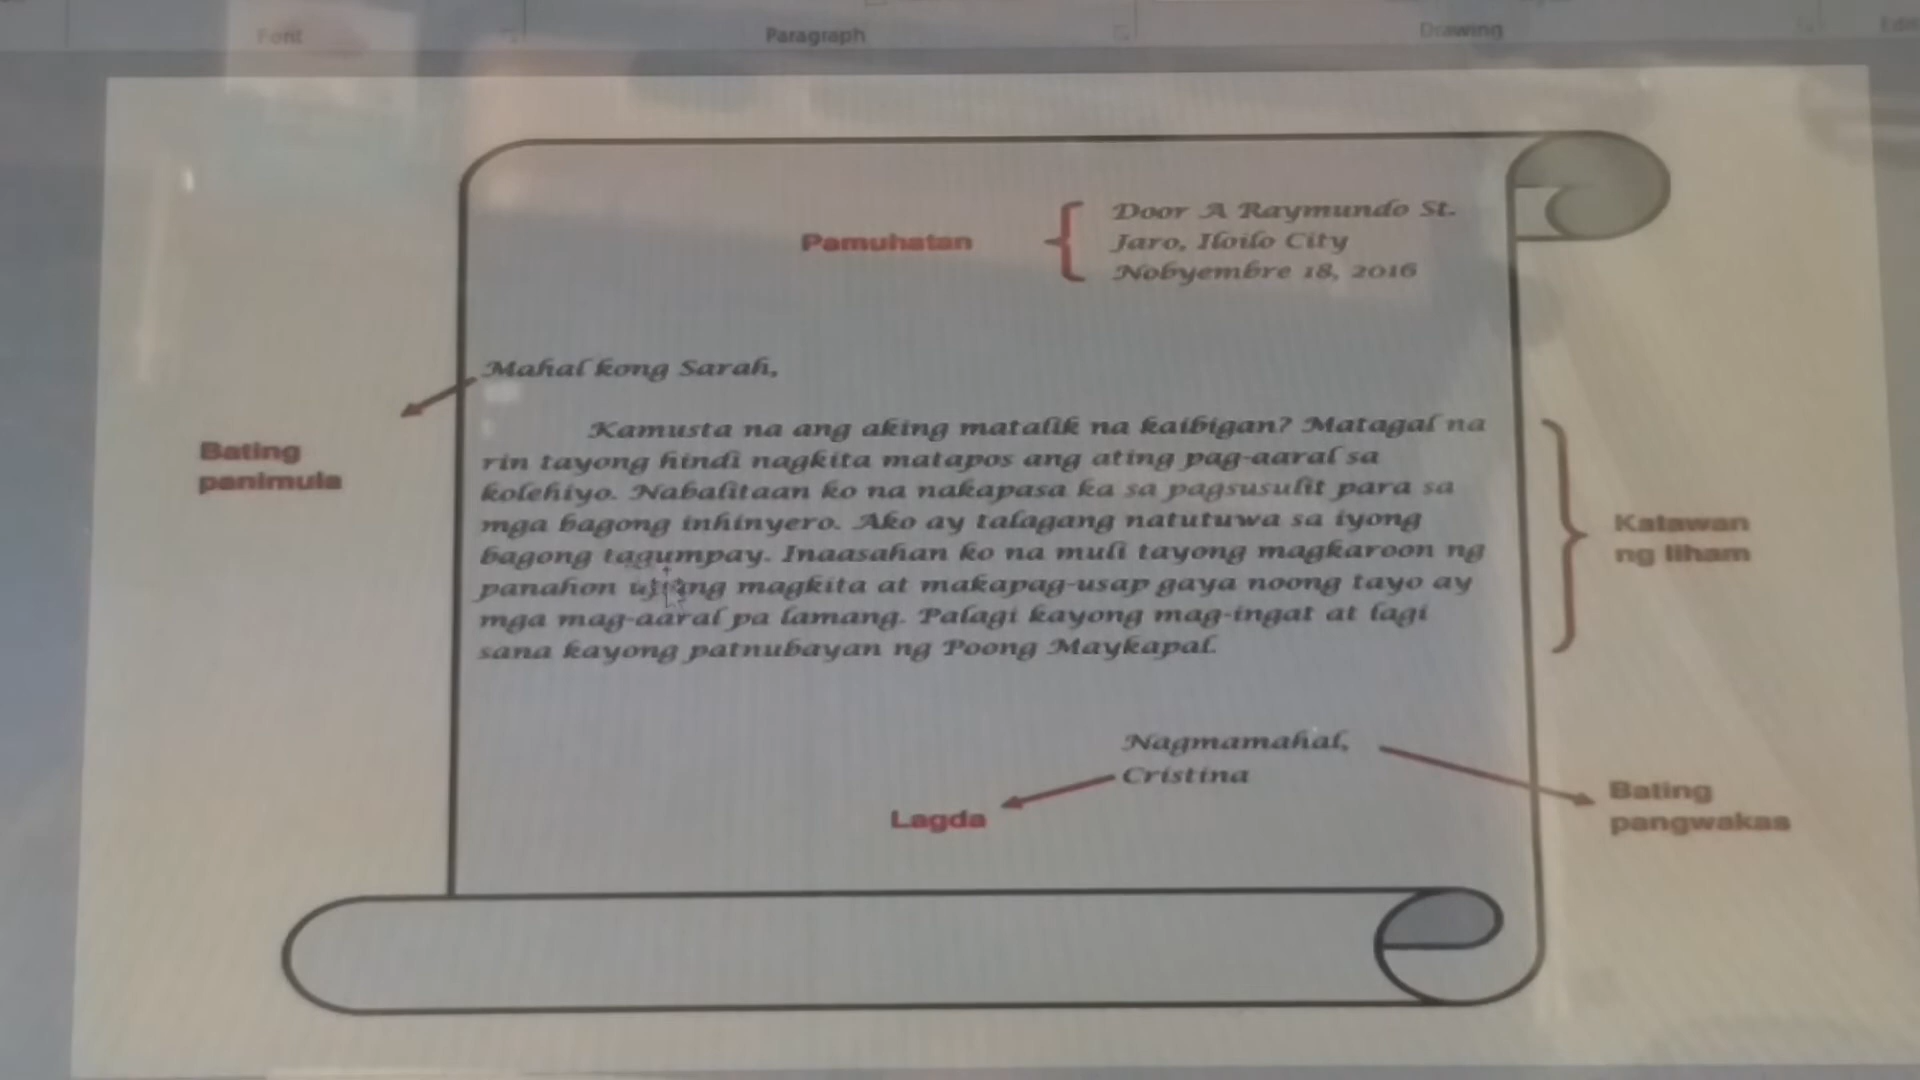 Font
Paragraph
Drawing
Pamuhatan
Door A Raymundo St.
Jaro, Iloilo City
Nobyembre 18, 2016
Mahal kong Sarah,
Bating
panimula
Kamusta na ang aking matalik na kaibigan? Matagal na
rin tayong hindi nagkita matapos ang ating pag-aaral sa
kolehiyo. Nabalitaan ko na nakapasa ka sa pagsusulit para sa
mga bagong inhinyero. Ako ay talagang natutuwa sa iyong
bagong tagumpay. Inaasahan ko na muli tayong magkaroon ng
panahon magkita at makapag-usap gaya noong tayo ay
mga mag-aaral pa lamang. Palagi kayong mag-ingat at lagi
sana kayong patnubayan ng Poong Maykapal.
Katawan
ng liham
Nagmamahal,
Cristina
Lagda
Bating
pangwakas